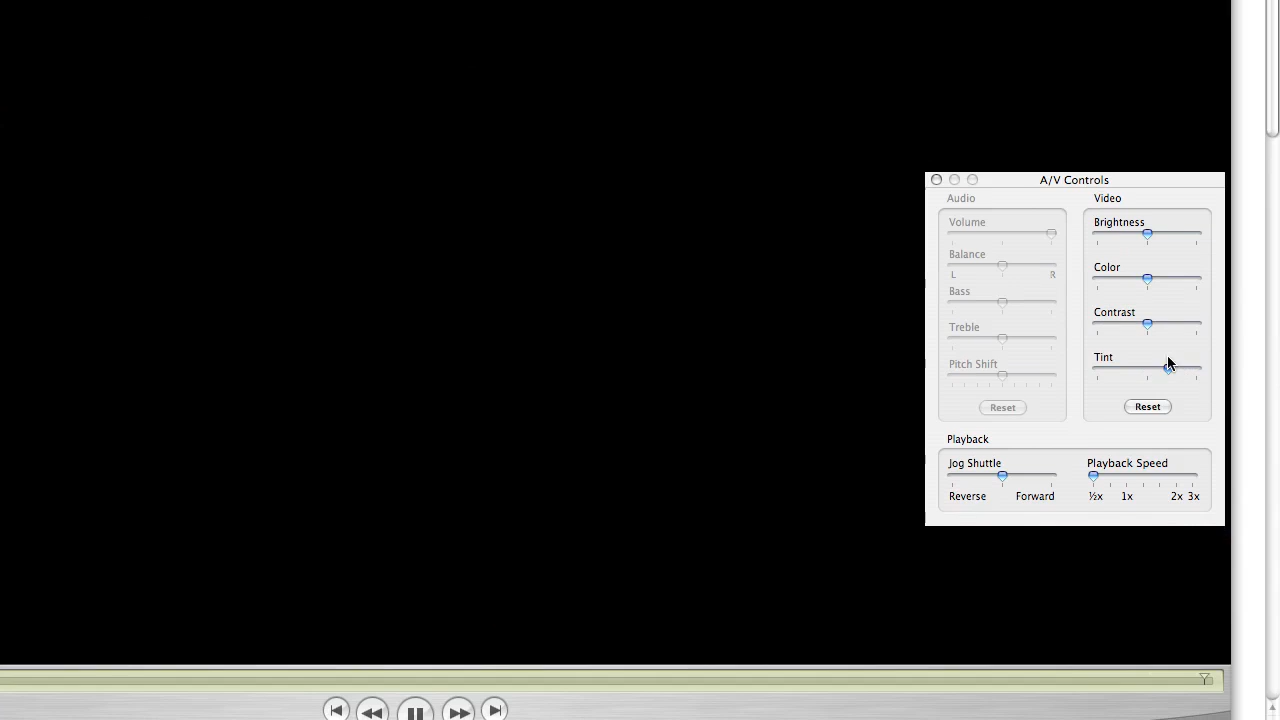 A/V Controls
Audio
Video
Volume
Brightness
Balance
L
R
Color
Bass
Contrast
Treble
Tint
Pitch Shift
Reset
Reset
Playback
Jog Shuttle
Playback Speed
Reverse
Forward
½x
1x
2x
3x